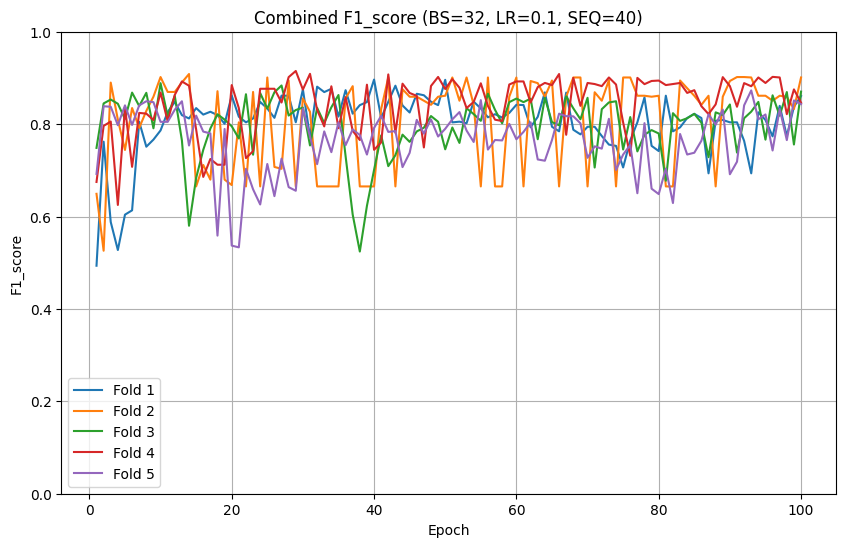 Combined F1_score (BS=32, LR=0.1, SEQ=40)
F1_score
1.0
0.8
0.6
0.4
0.2
0.0
Fold 1
Fold 2
Fold 3
Fold 4
Fold 5
0 20 40 60 80 100
Epoch